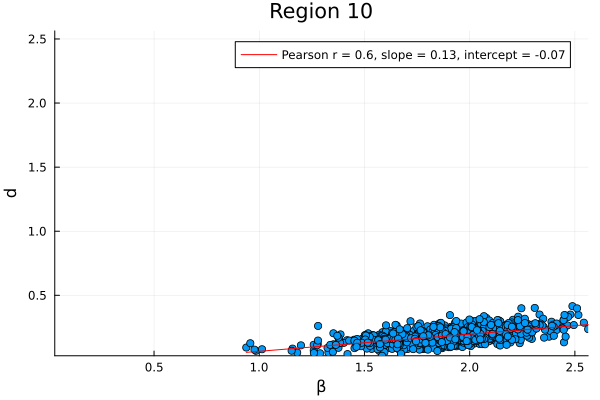 Region 10
Pearson r = 0.6, slope = 0.13, intercept = -0.07
2.5
2.0
1.5
1.0
0.5
d
0.5 1.0 1.5 2.0 2.5
β